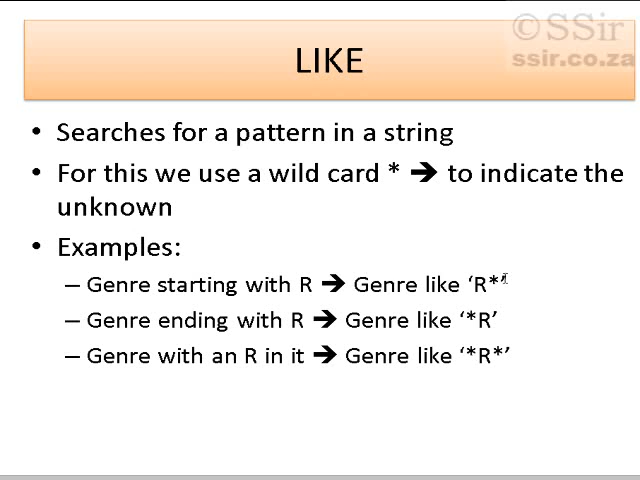 ©SSir
ssir.co.za
LIKE
• Searches for a pattern in a string
• For this we use a wild card * ➔ to indicate the
unknown
• Examples:
– Genre starting with R ➔ Genre like ‘R*’
– Genre ending with R ➔ Genre like ‘*R’
– Genre with an R in it ➔ Genre like ‘*R*’